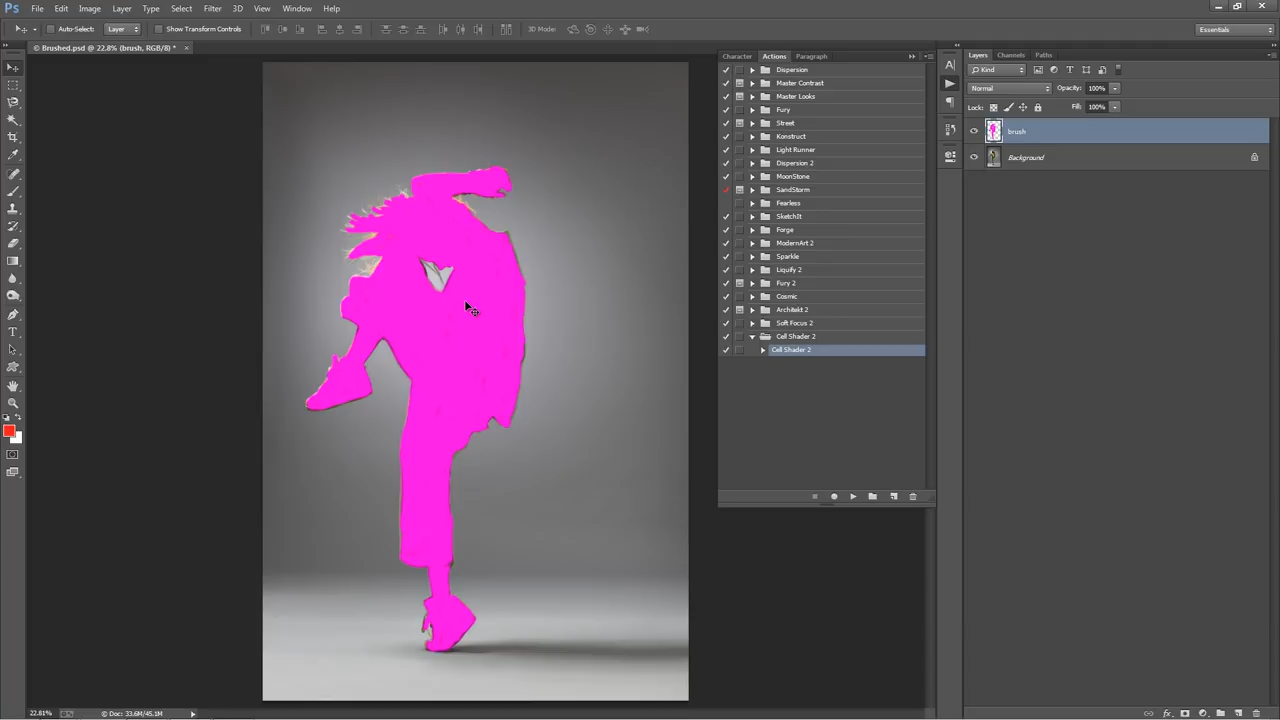 Ps File Edit Image Layer Type Select Filter 3D View Window Help
Auto-Select: Layer Show Transform Controls 3D Mode: Essentials
© Brushed.psd @ 22.8% (brush, RGB/8) * ×
Character Actions Paragraph
Dispersion
Master Contrast
Master Looks
Fury
Street
Konstruct
Light Runner
Dispersion 2
MoonStone
SandStorm
Fearless
SketchIt
Forge
ModernArt 2
Sparkle
Liquify 2
Fury 2
Cosmic
Architekt 2
Soft Focus 2
Cell Shader 2
Cell Shader 2
Layers Channels Paths
Kind
Normal Opacity: 100%
Lock: Fill: 100%
brush
Background
22.81% © Doc: 33.6M/45.1M